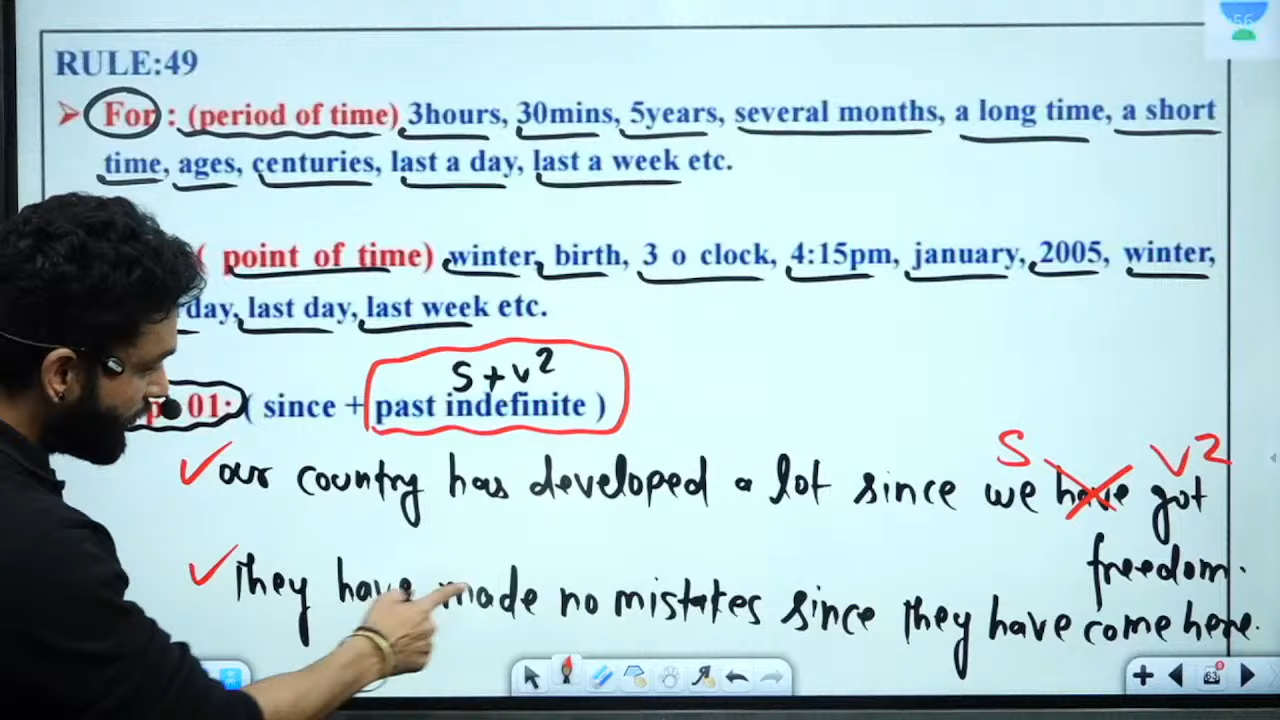 56
RULE:49
➤ For : (period of time) 3hours, 30mins, 5years, several months, a long time, a short
time, ages, centuries, last a day, last a week etc.
( point of time) winter, birth, 3 o clock, 4:15pm, january, 2005, winter,
day, last day, last week etc.
S+V2
01: ( since + past indefinite )
S V2
our country has developed a lot since we have got
freedom.
They have made no mistakes since they have come here.
63